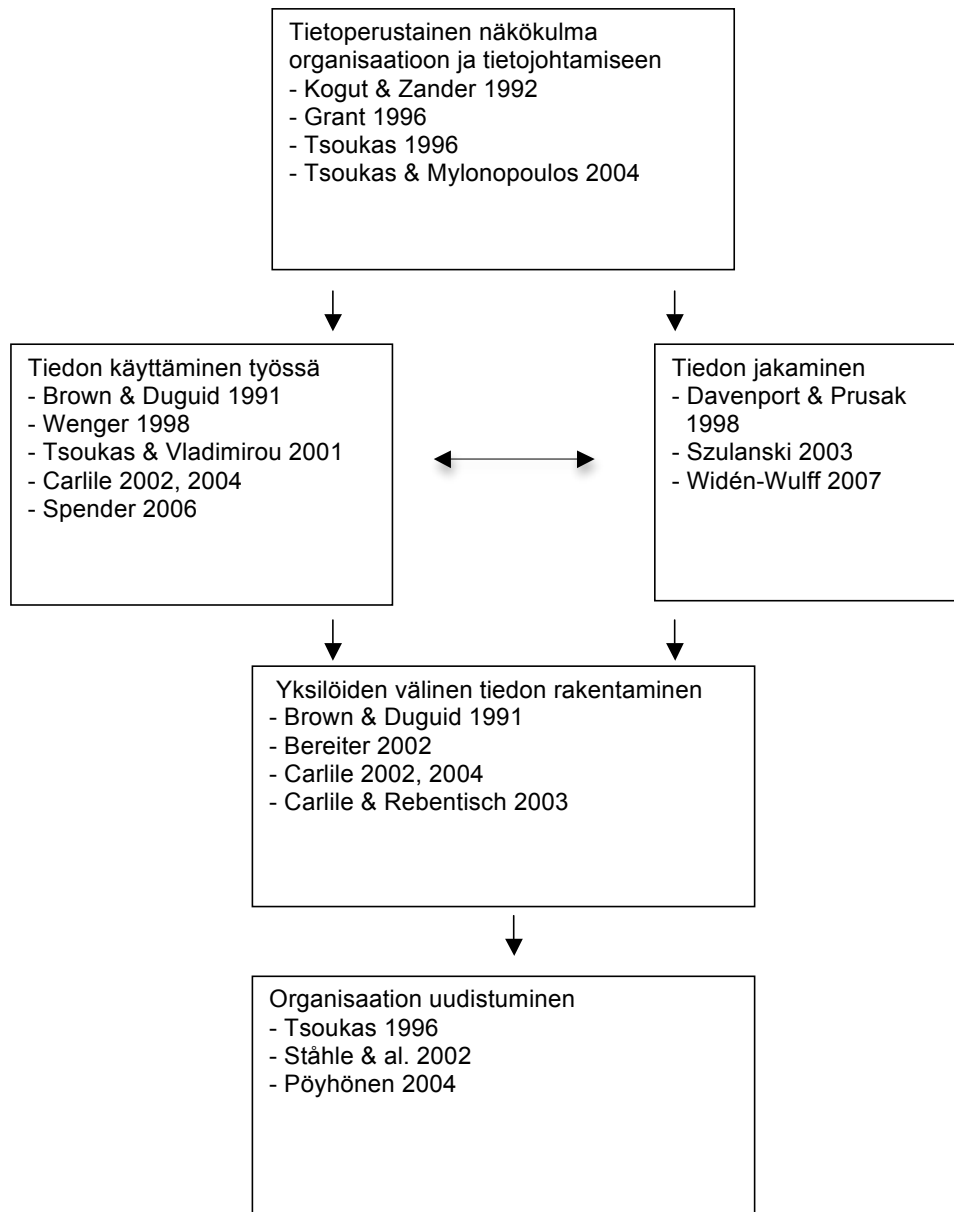 Tietoperustainen näkökulma
organisaatioon ja tietojohtamiseen
- Kogut & Zander 1992
- Grant 1996
- Tsoukas 1996
- Tsoukas & Mylonopoulos 2004
Tiedon käyttäminen työssä
- Brown & Duguid 1991
- Wenger 1998
- Tsoukas & Vladimirou 2001
- Carlile 2002, 2004
- Spender 2006
Tiedon jakaminen
- Davenport & Prusak
1998
- Szulanski 2003
- Widén-Wulff 2007
Yksilöiden välinen tiedon rakentaminen
- Brown & Duguid 1991
- Bereiter 2002
- Carlile 2002, 2004
- Carlile & Rebentisch 2003
Organisaation uudistuminen
- Tsoukas 1996
- Ståhle & al. 2002
- Pöyhönen 2004